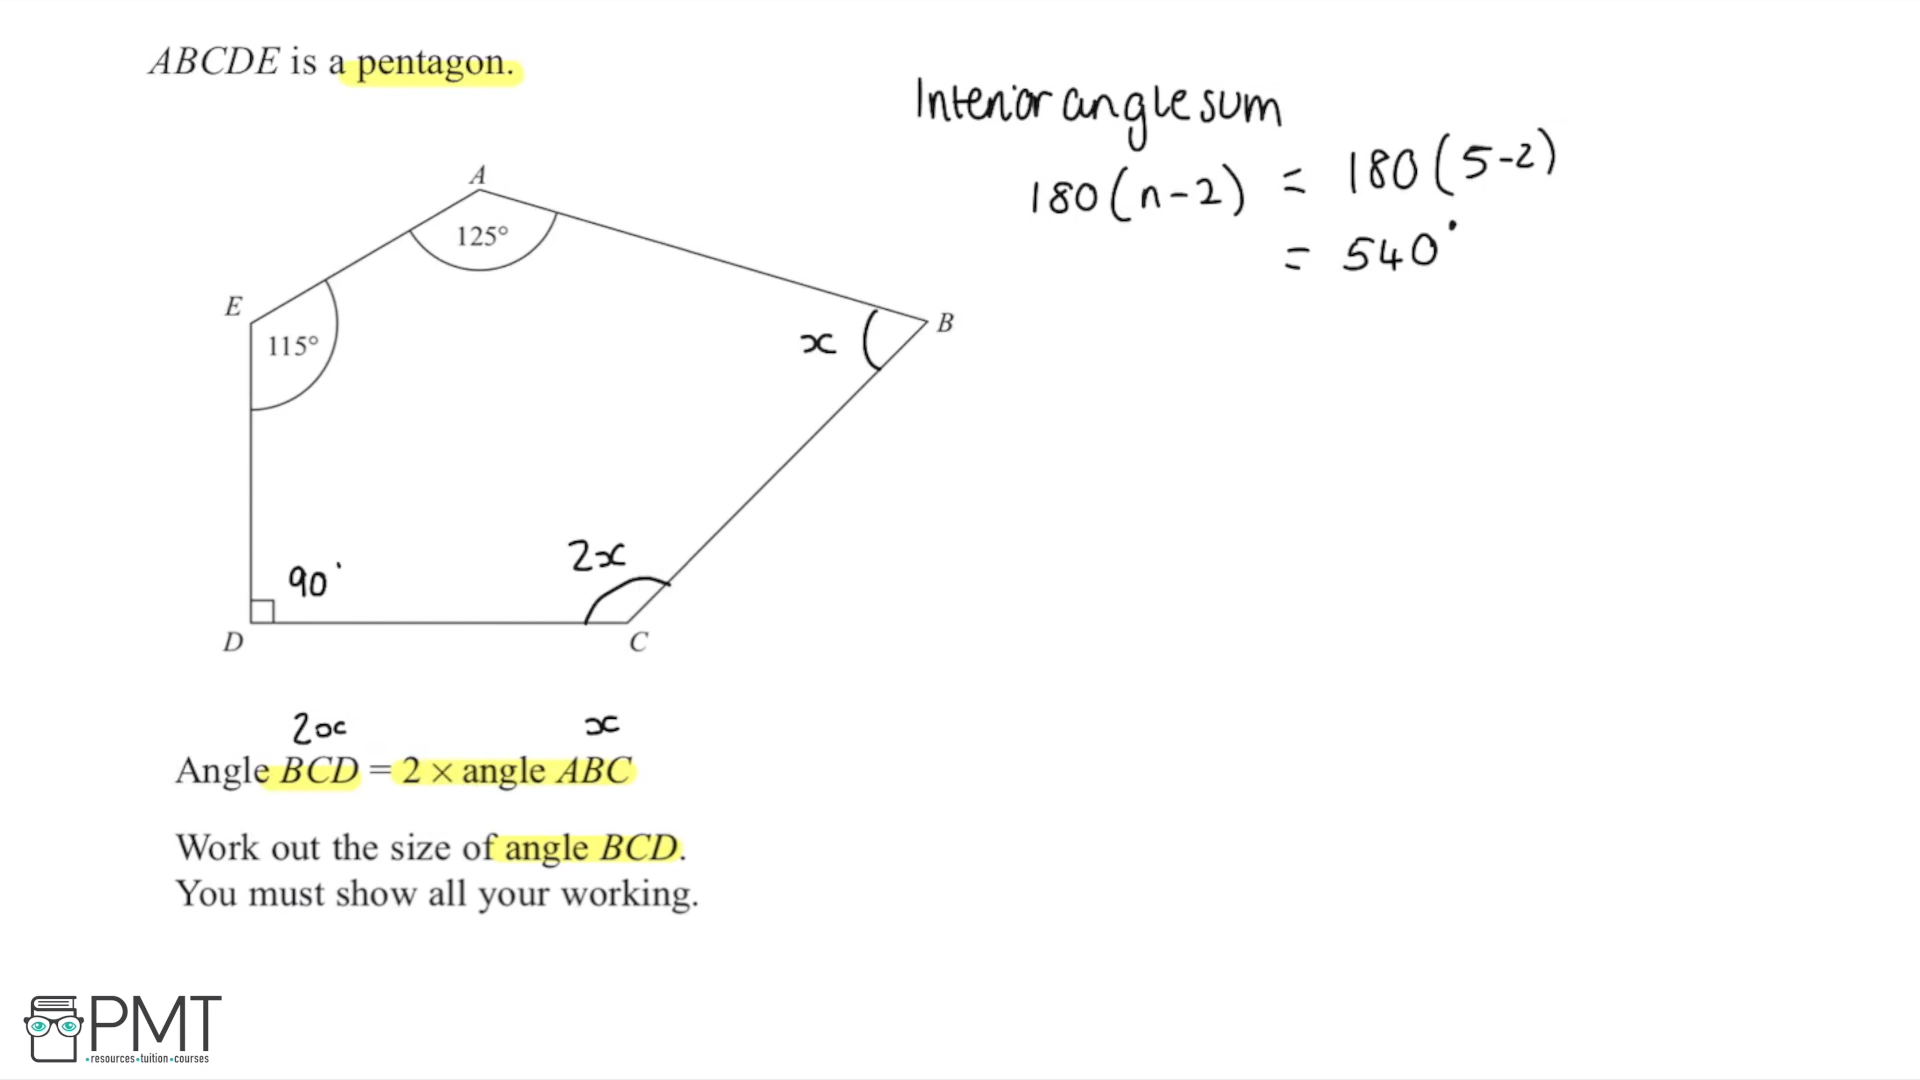 ABCDE is a pentagon.
Interior angle sum
180(n-2) = 180(5-2)
= 540°
A
125°
E
115°
B
x
2x
90°
D
C
2x x
Angle BCD = 2 × angle ABC
Work out the size of angle BCD.
You must show all your working.
PMT
•resources•tuition•courses